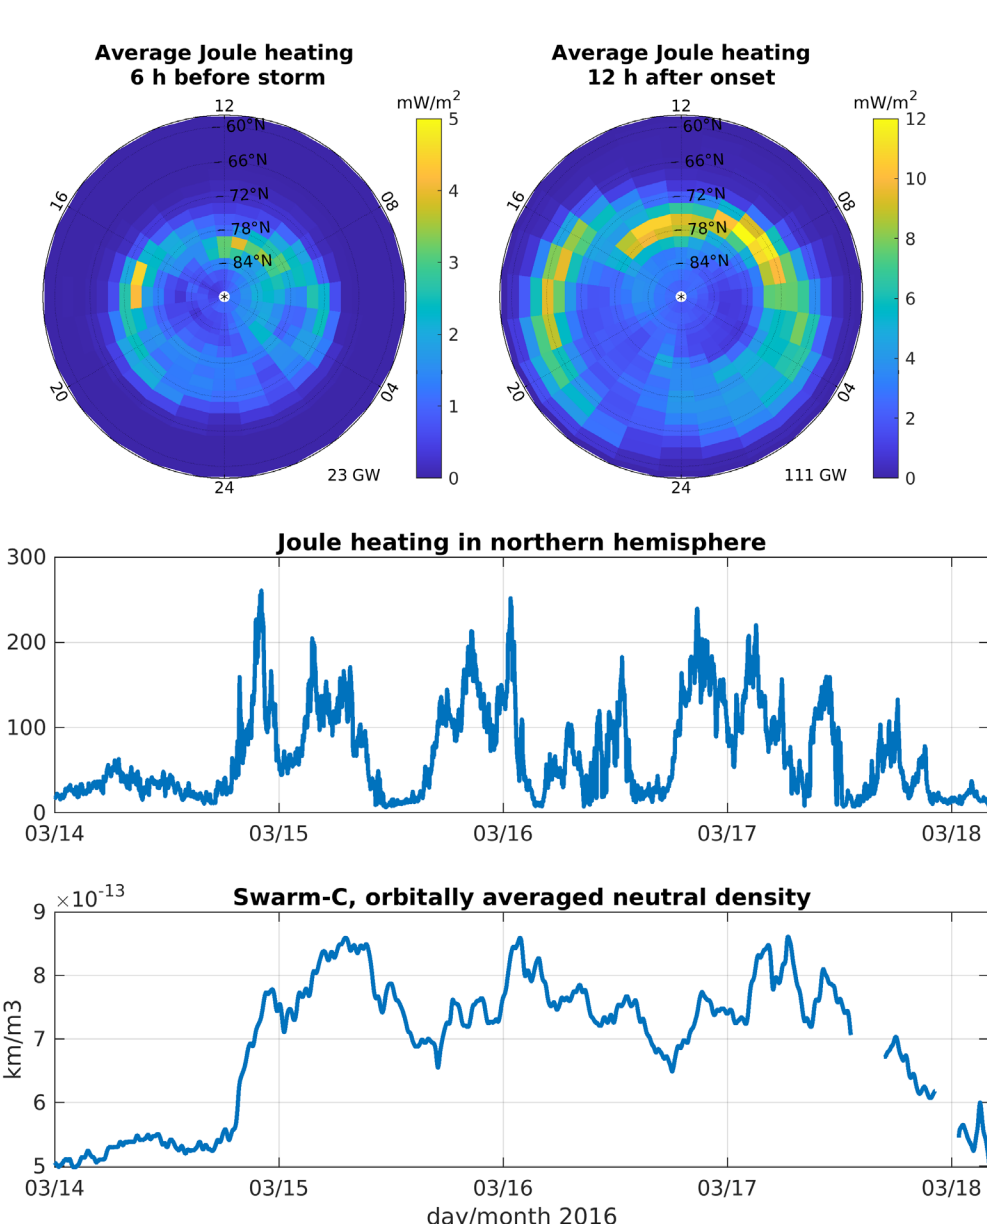 Average Joule heating
6 h before storm
Average Joule heating
12 h after onset
mW/m2
mW/m2
12
60°N
66°N
72°N
78°N
84°N
16
08
20
04
24
23 GW
5
4
3
2
1
0
12
60°N
66°N
72°N
78°N
84°N
16
08
20
04
24
111 GW
12
10
8
6
4
2
0
Joule heating in northern hemisphere
300
200
100
0
03/14
03/15
03/16
03/17
03/18
Swarm-C, orbitally averaged neutral density
×10-13
9
8
7
6
5
km/m3
03/14
03/15
03/16
03/17
03/18
day/month 2016